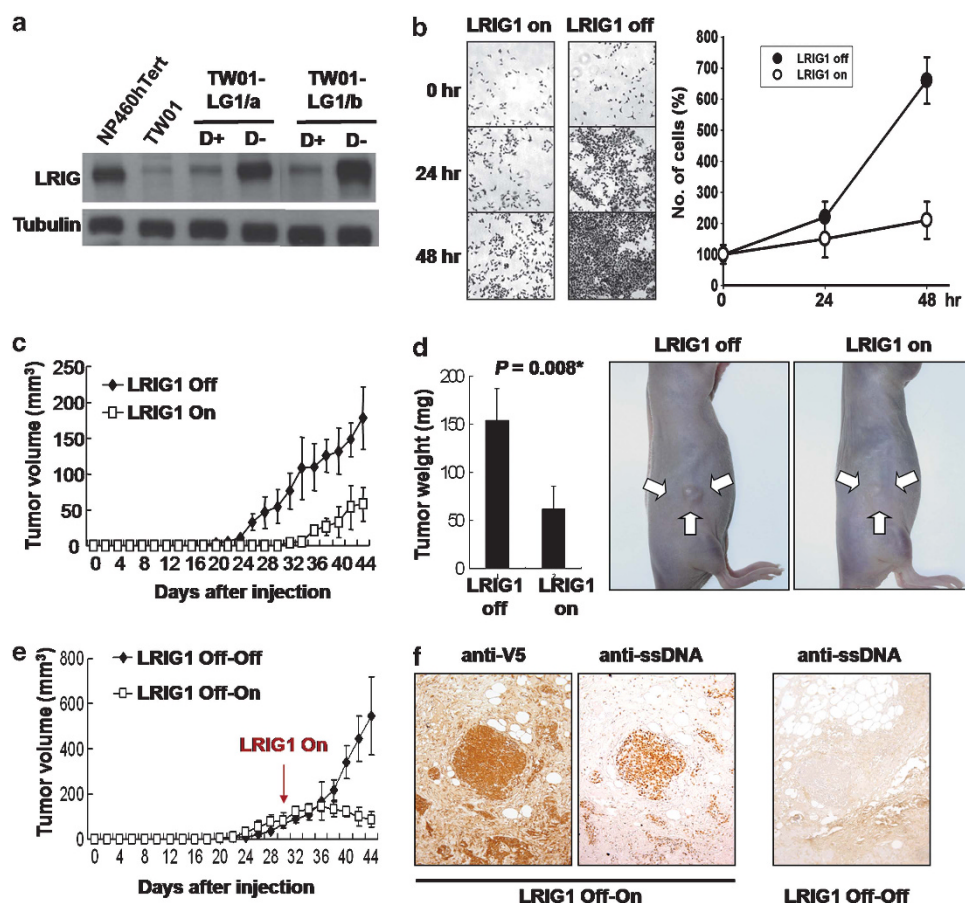 a
NP460hTert
TW01
TW01-
LG1/a
TW01-
LG1/b
D+ D- D+ D-
LRIG
Tubulin
b
LRIG1 on LRIG1 off
0 hr
24 hr
48 hr
800
700
600
500
400
300
200
100
0
No. of cells (%)
LRIG1 off
LRIG1 on
0 24 48 hr
c
Tumor volume (mm³)
250
200
150
100
50
0
LRIG1 Off
LRIG1 On
0 4 8 12 16 20 22 24 28 32 36 40 44
Days after injection
d
P = 0.008*
Tumor weight (mg)
200
150
100
50
0
LRIG1
off
LRIG1
on
LRIG1 off LRIG1 on
e
Tumor volume (mm³)
800
600
400
200
0
LRIG1 Off-Off
LRIG1 Off-On
LRIG1 On
0 4 8 12 16 20 22 24 28 32 36 40 44
Days after injection
f
anti-V5 anti-ssDNA anti-ssDNA
LRIG1 Off-On LRIG1 Off-Off